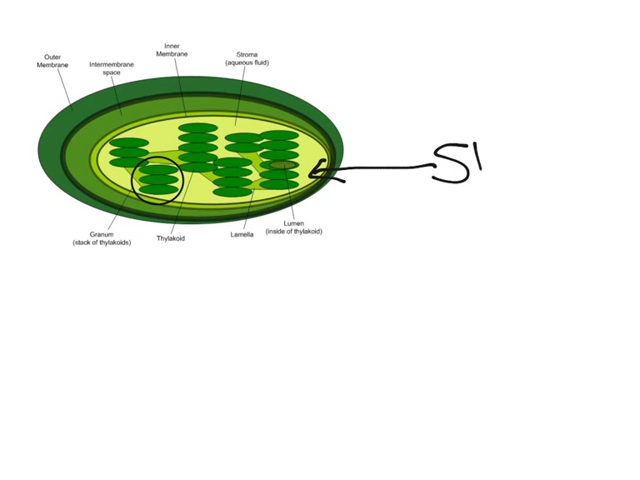 Inner
Membrane
Outer
Membrane
Intermembrane
space
Stroma
(aqueous fluid)
Granum
(stack of thylakoids)
Thylakoid
Lamella
Lumen
(inside of thylakoid)